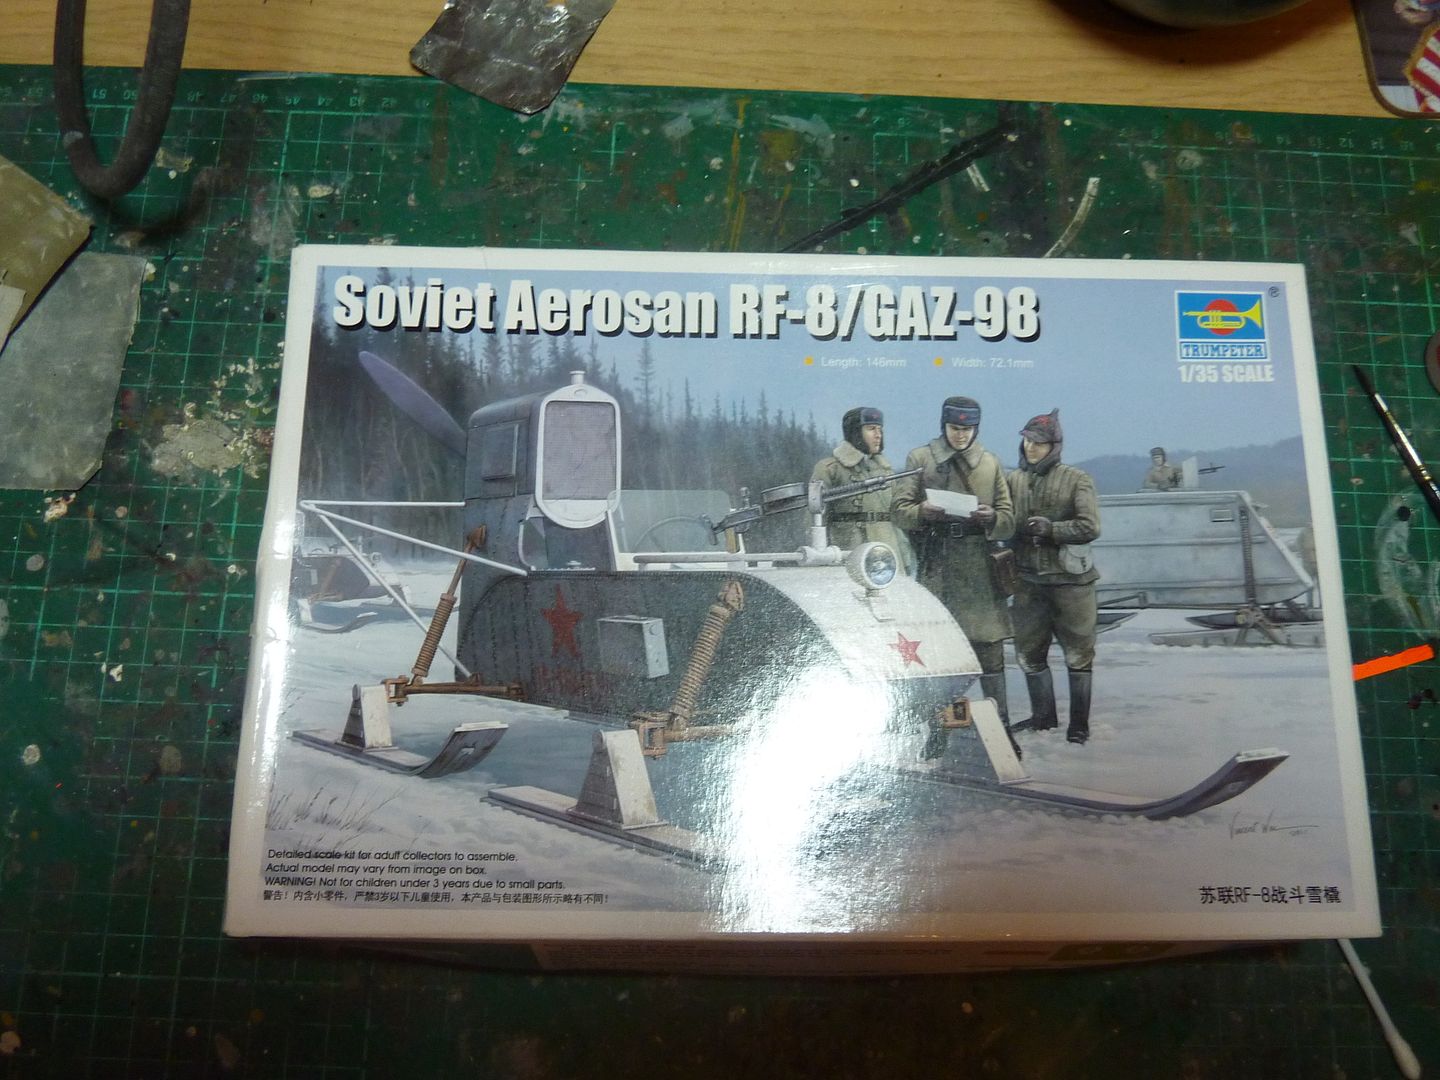 Soviet Aerosan RF-8/GAZ-98
Length: 146mm Width: 72.1mm
®
TRUMPETER
1/35 SCALE
Detailed scale kit for adult collectors to assemble.
Actual model may vary from image on box.
WARNING! Not for children under 3 years due to small parts.
警告！内含小零件，严禁3岁以下儿童使用，本产品与包装图形所示略有不同！
苏联RF-8战斗雪橇